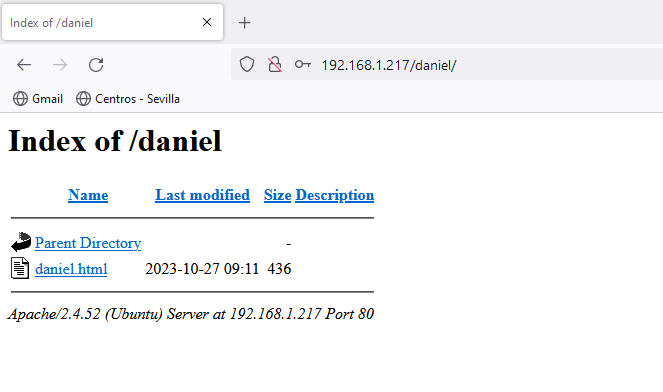 Index of /daniel
192.168.1.217/daniel/
Gmail Centros - Sevilla
Index of /daniel
Name Last modified Size Description
Parent Directory -
daniel.html 2023-10-27 09:11 436
Apache/2.4.52 (Ubuntu) Server at 192.168.1.217 Port 80